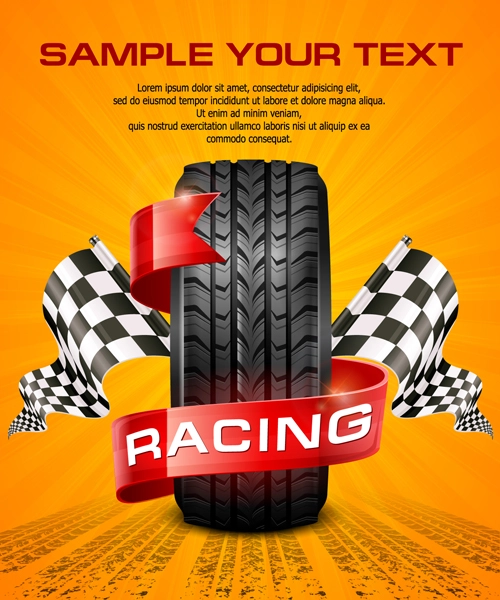 SAMPLE YOUR TEXT
Lorem ipsum dolor sit amet, consectetur adipisicing elit,
sed do eiusmod tempor incididunt ut labore et dolore magna aliqua.
Ut enim ad minim veniam,
quis nostrud exercitation ullamco laboris nisi ut aliquip ex ea
commodo consequat.
RACING